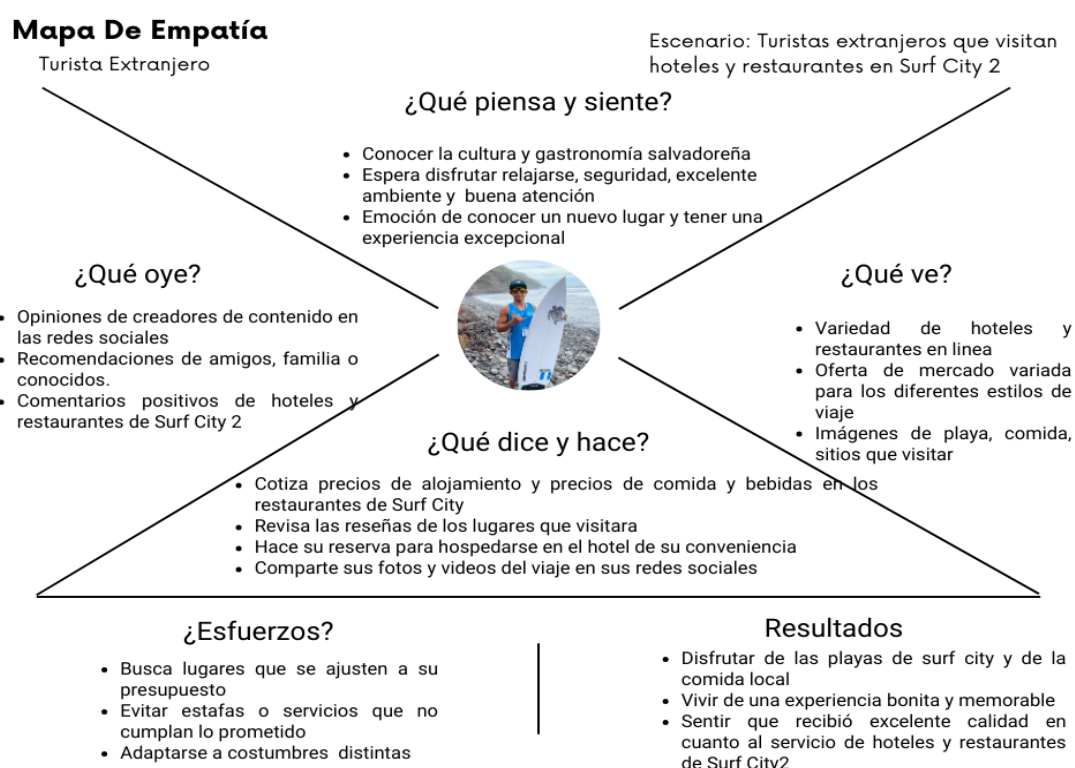 Mapa De Empatía
Turista Extranjero
Escenario: Turistas extranjeros que visitan
hoteles y restaurantes en Surf City 2
¿Qué piensa y siente?
• Conocer la cultura y gastronomía salvadoreña
• Espera disfrutar relajarse, seguridad, excelente
ambiente y buena atención
• Emoción de conocer un nuevo lugar y tener una
experiencia excepcional
¿Qué oye?
• Opiniones de creadores de contenido en
las redes sociales
• Recomendaciones de amigos, familia o
conocidos.
• Comentarios positivos de hoteles y
restaurantes de Surf City 2
¿Qué ve?
• Variedad de hoteles y
restaurantes en linea
• Oferta de mercado variada
para los diferentes estilos de
viaje
• Imágenes de playa, comida,
sitios que visitar
¿Qué dice y hace?
• Cotiza precios de alojamiento y precios de comida y bebidas en los
restaurantes de Surf City
• Revisa las reseñas de los lugares que visitara
• Hace su reserva para hospedarse en el hotel de su conveniencia
• Comparte sus fotos y videos del viaje en sus redes sociales
¿Esfuerzos?
• Busca lugares que se ajusten a su
presupuesto
• Evitar estafas o servicios que no
cumplan lo prometido
• Adaptarse a costumbres distintas
Resultados
• Disfrutar de las playas de surf city y de la
comida local
• Vivir de una experiencia bonita y memorable
• Sentir que recibió excelente calidad en
cuanto al servicio de hoteles y restaurantes
de Surf City2